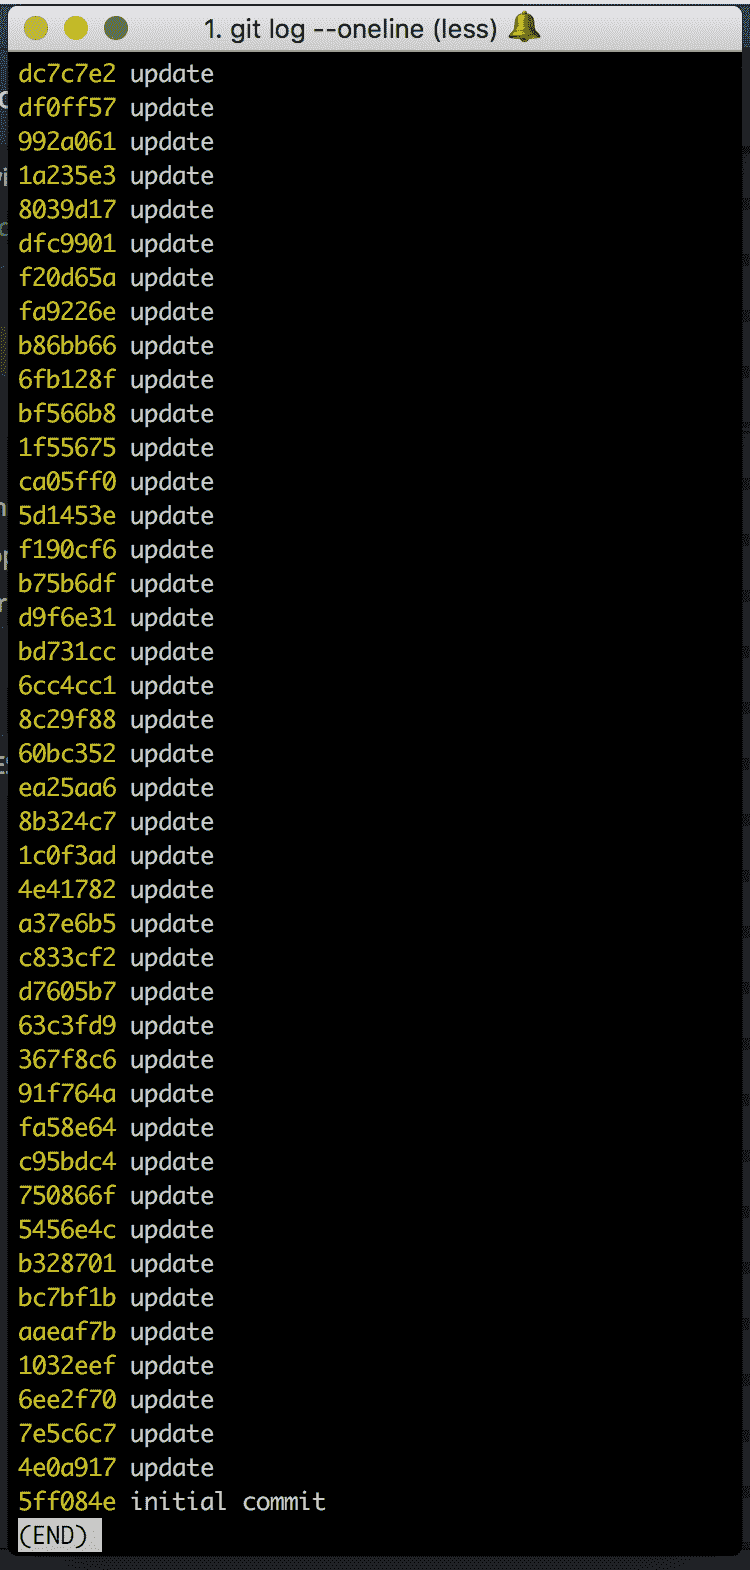 1. git log --oneline (less)
dc7c7e2 update
df0ff57 update
992a061 update
1a235e3 update
8039d17 update
dfc9901 update
f20d65a update
fa9226e update
b86bb66 update
6fb128f update
bf566b8 update
1f55675 update
ca05ff0 update
5d1453e update
f190cf6 update
b75b6df update
d9f6e31 update
bd731cc update
6cc4cc1 update
8c29f88 update
60bc352 update
ea25aa6 update
8b324c7 update
1c0f3ad update
4e41782 update
a37e6b5 update
c833cf2 update
d7605b7 update
63c3fd9 update
367f8c6 update
91f764a update
fa58e64 update
c95bdc4 update
750866f update
5456e4c update
b328701 update
bc7bf1b update
aaeaf7b update
1032eef update
6ee2f70 update
7e5c6c7 update
4e0a917 update
5ff084e initial commit
(END)